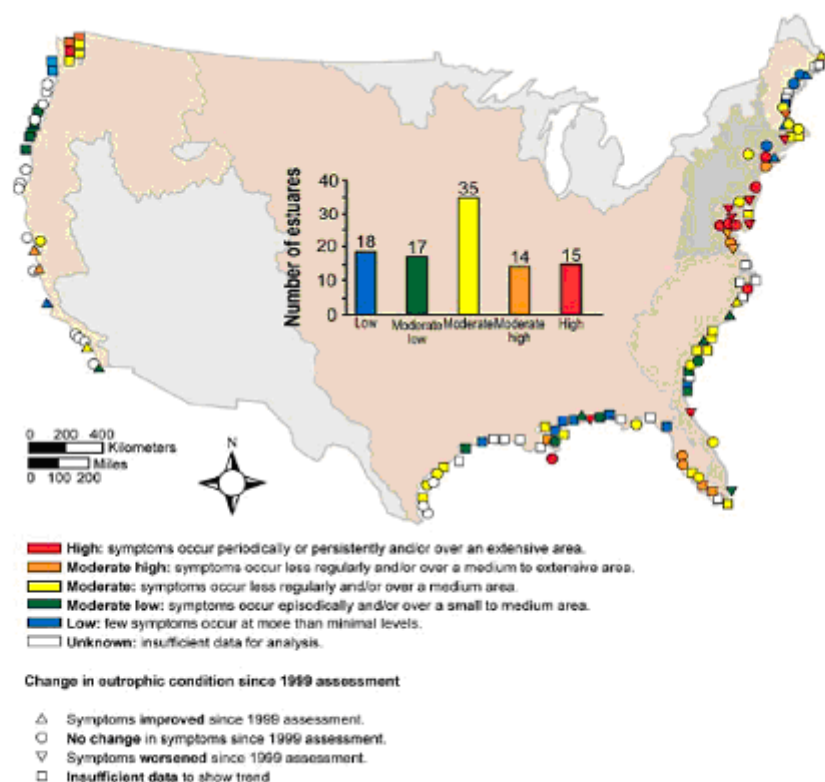 40
30
20
10
0
Number of estuares
18
17
35
14
15
Low
Moderate low
Moderate
Moderate high
High
0 200 400
Kilometers
Miles
0 100 200
N
High: symptoms occur periodically or persistently and/or over an extensive area.
Moderate high: symptoms occur less regularly and/or over a medium to extensive area.
Moderate: symptoms occur less regularly and/or over a medium area.
Moderate low: symptoms occur episodically and/or over a small to medium area.
Low: few symptoms occur at more than minimal levels.
Unknown: insufficient data for analysis.
Change in eutrophic condition since 1999 assessment
Symptoms improved since 1999 assessment.
No change in symptoms since 1999 assessment.
Symptoms worsened since 1999 assessment.
Insufficient data to show trend